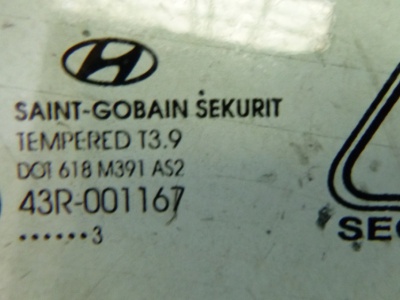 SAINT-GOBAIN SEKURIT
TEMPERED T3.9
DOT 618 M391 AS2
43R-001167
••••••3